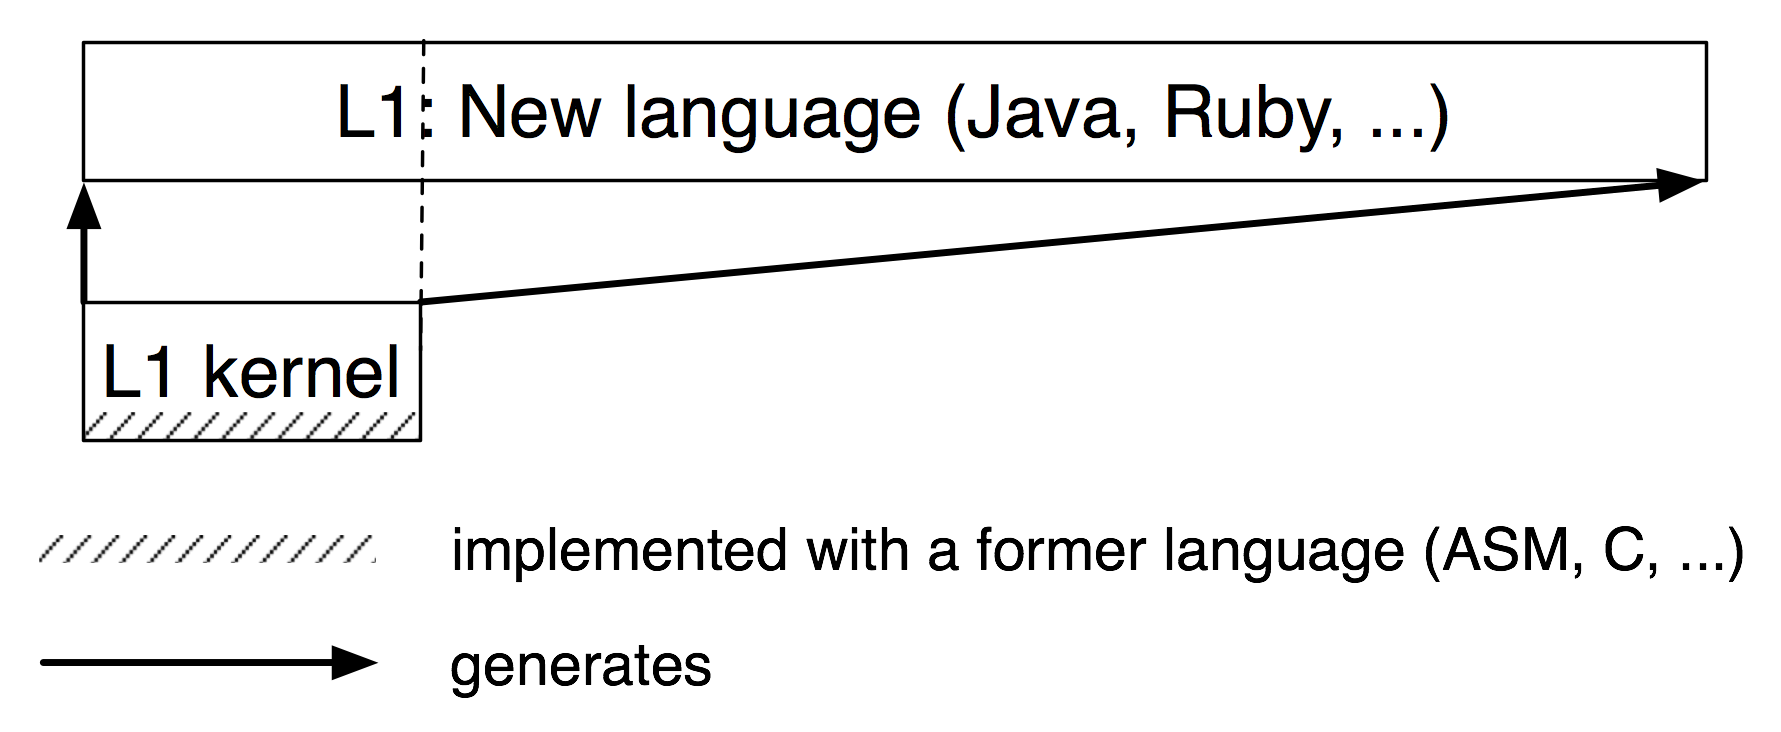 L1: New language (Java, Ruby, ...)
L1 kernel
implemented with a former language (ASM, C, ...)
generates